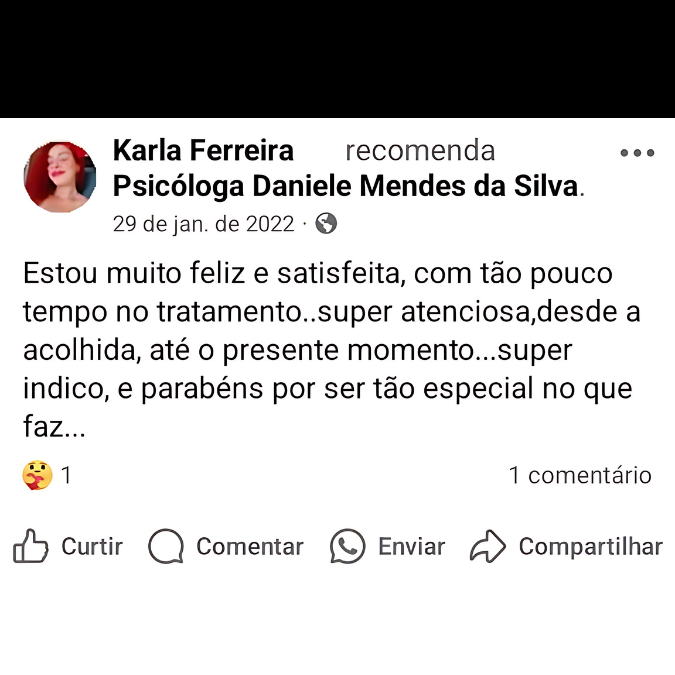 Karla Ferreira recomenda
Psicóloga Daniele Mendes da Silva.
29 de jan. de 2022 ·
Estou muito feliz e satisfeita, com tão pouco
tempo no tratamento..super atenciosa,desde a
acolhida, até o presente momento...super
indico, e parabéns por ser tão especial no que
faz...
1 1 comentário
Curtir Comentar Enviar Compartilhar